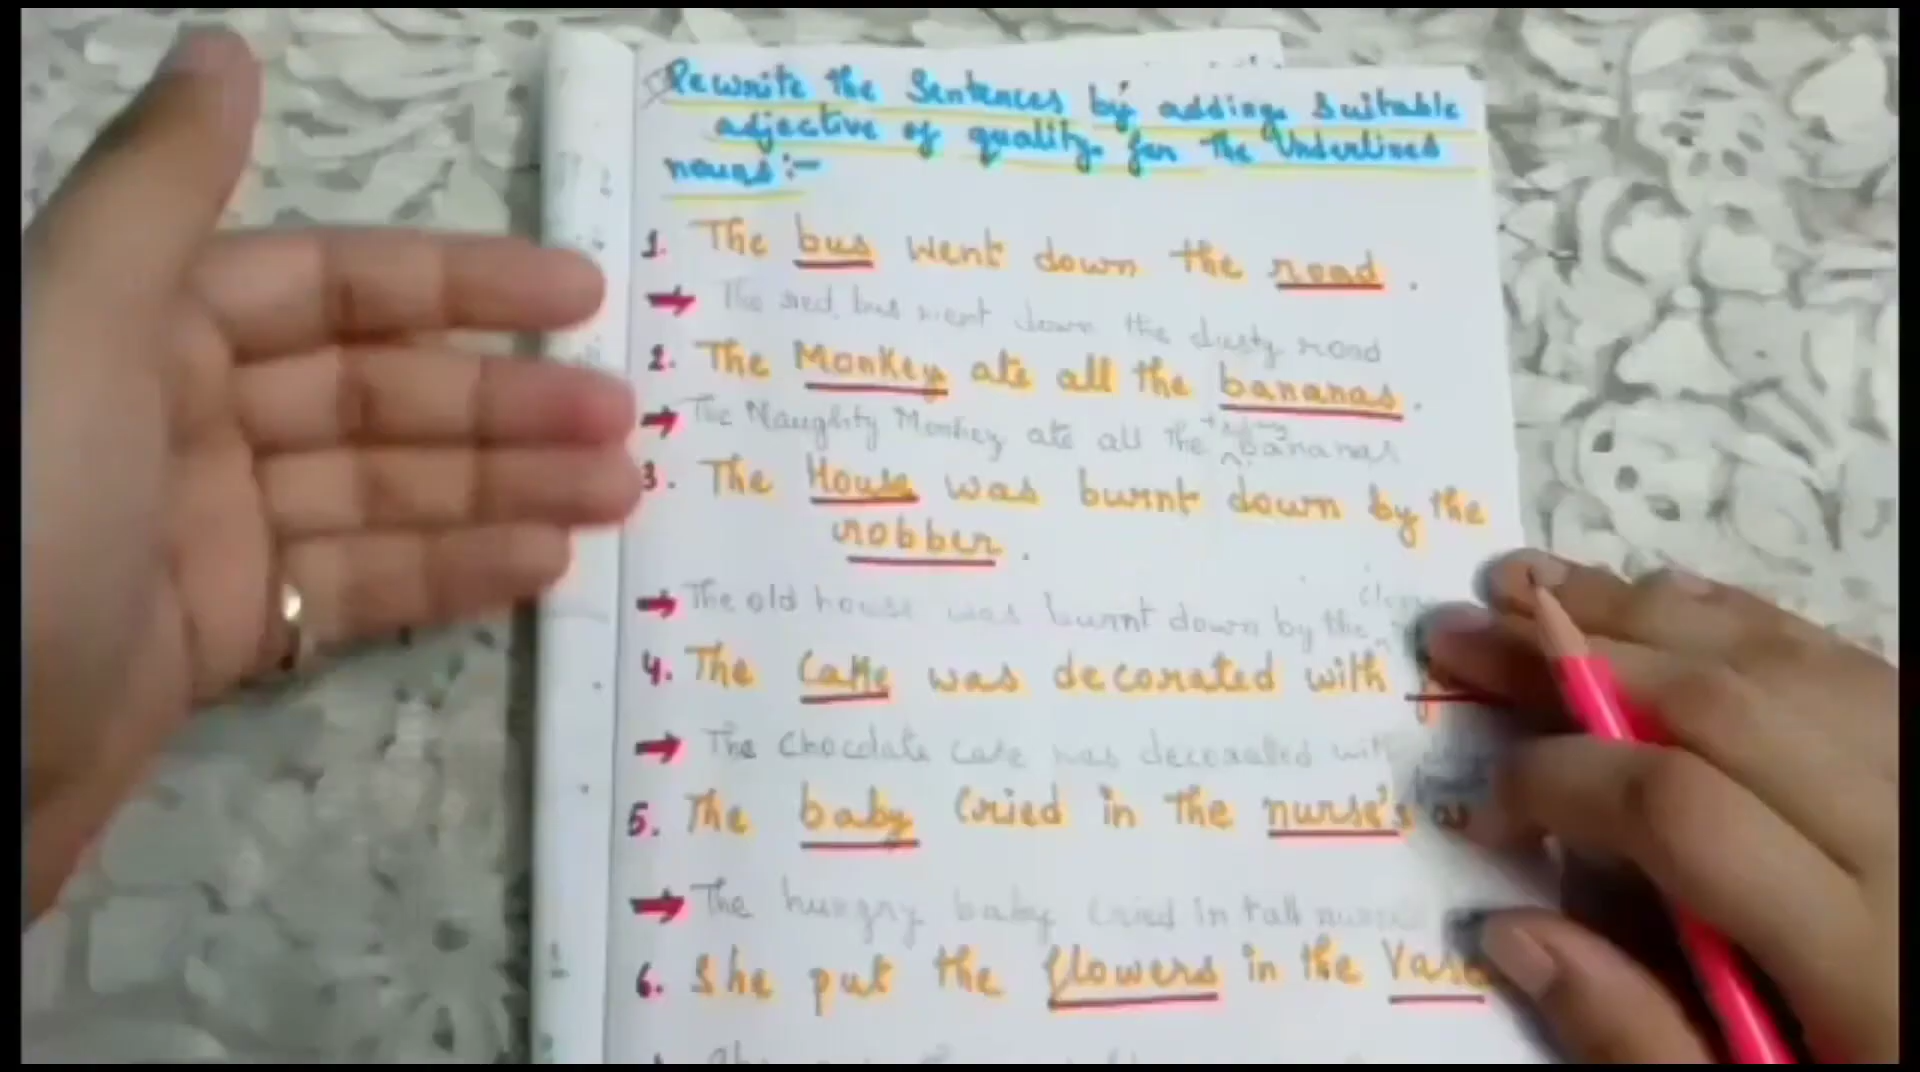 Rewrite the Sentences by adding Suitable
adjective of quality for the Underlined
nouns:-
1. The bus went down the road.
→ The red bus went down the dusty road
2. The Monkey ate all the bananas.
→ The Naughty Monkey ate all the bananas
3. The House was burnt down by the
robber.
→ The old house was burnt down by the
4. The Cake was decorated with
→ The Chocolate cake was decorated with
5. The baby Cried in the nurse's
→ The hungry baby cried in tall
6. She put the flowers in the Vase